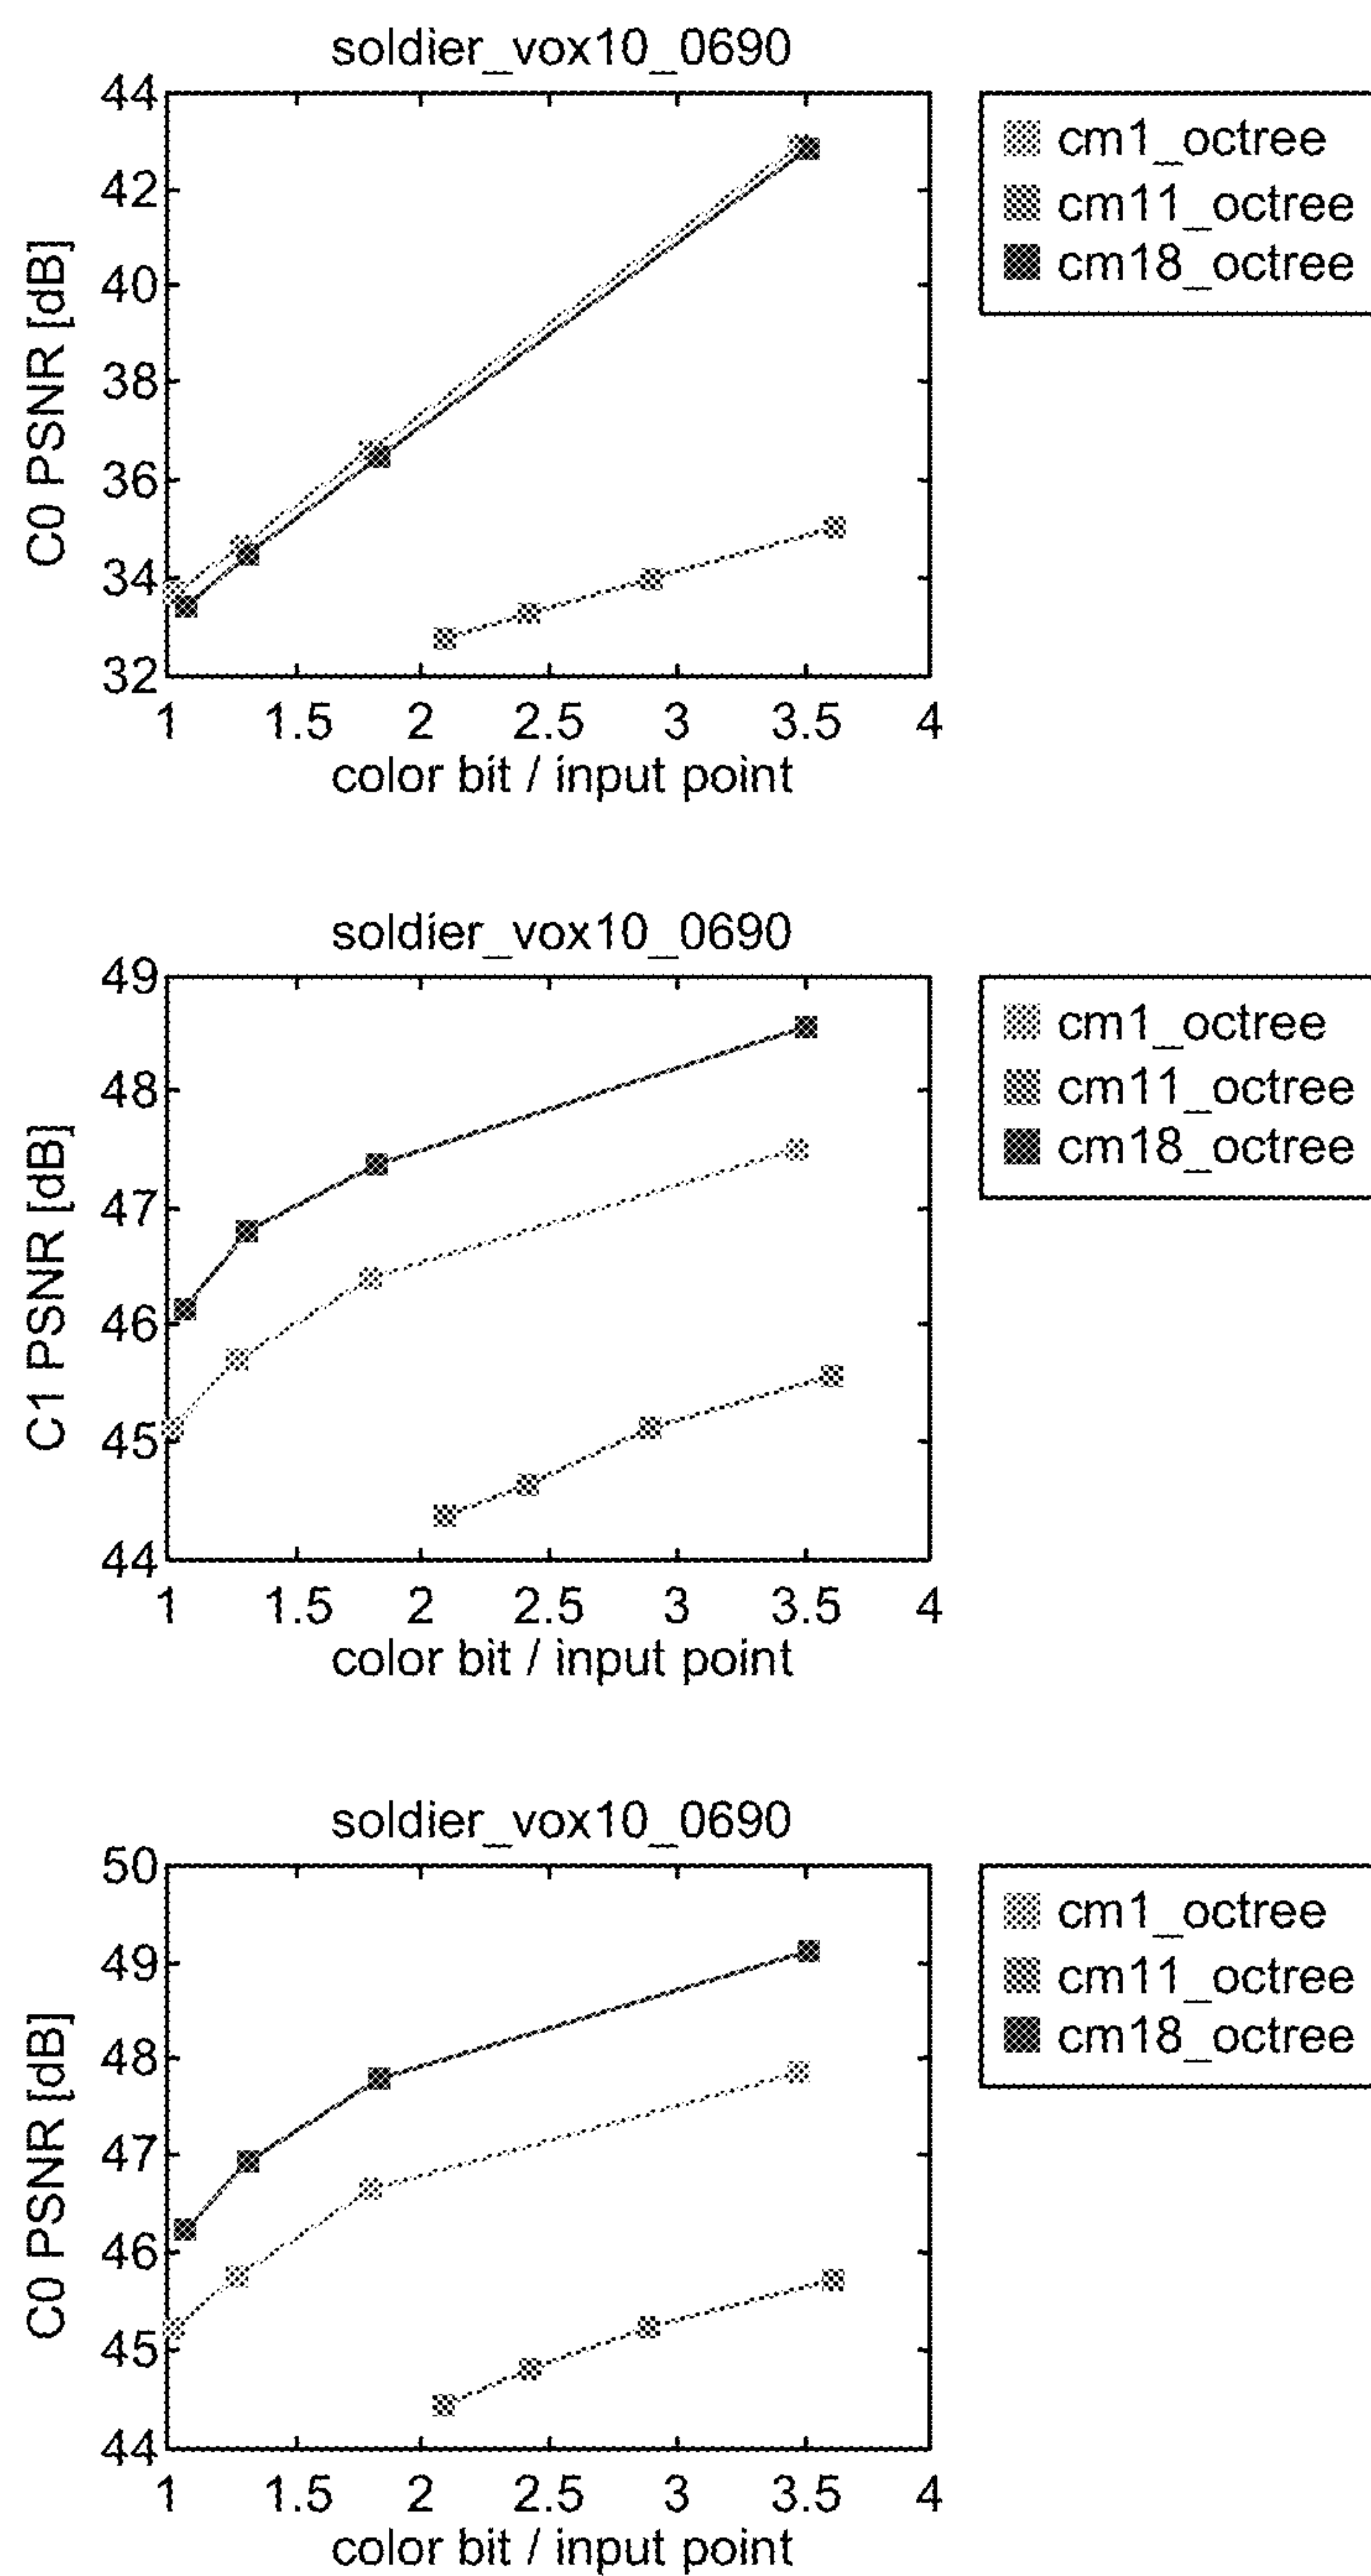 soldier_vox10_0690
44
42
40
38
36
34
32
C0 PSNR [dB]
1 1.5 2 2.5 3 3.5 4
color bit / input point
cm1_octree
cm11_octree
cm18_octree
soldier_vox10_0690
49
48
47
46
45
44
C1 PSNR [dB]
1 1.5 2 2.5 3 3.5 4
color bit / input point
cm1_octree
cm11_octree
cm18_octree
soldier_vox10_0690
50
49
48
47
46
45
44
C0 PSNR [dB]
1 1.5 2 2.5 3 3.5 4
color bit / input point
cm1_octree
cm11_octree
cm18_octree